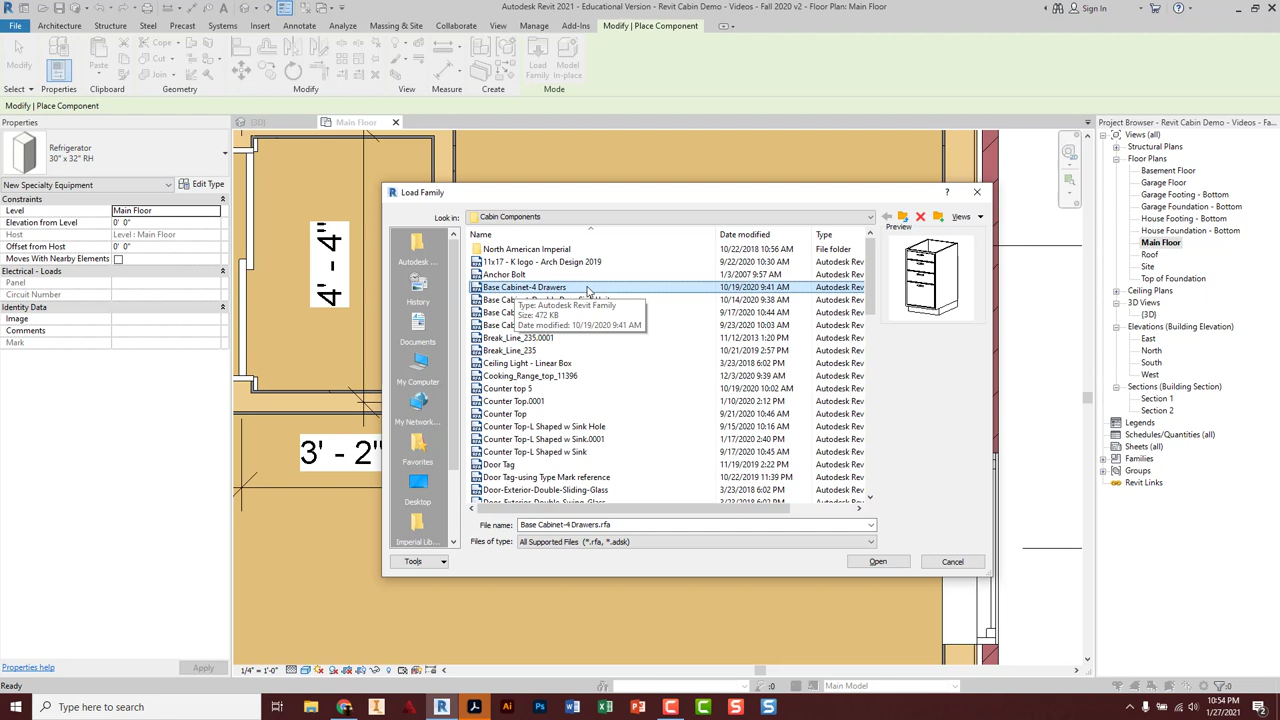 Autodesk Revit 2021 - Educational Version - Revit Cabin Demo - Videos - Fall 2020 v2 - Floor Plan: Main Floor
Sign In
File Architecture Structure Steel Precast Systems Insert Annotate Analyze Massing & Site Collaborate View Manage Add-Ins Modify | Place Component
Modify
Paste
Cope
Cut
Join
Load Family
Model In-place
Select Properties Clipboard Geometry Modify View Measure Create Mode
Modify | Place Component
Properties
Refrigerator
30" x 32" RH
New Specialty Equipment
Edit Type
Constraints
Level Main Floor
Elevation from Level 0' 0"
Host Level : Main Floor
Offset from Host 0' 0"
Moves With Nearby Elements
Electrical - Loads
Panel
Circuit Number
Identity Data
Image
Comments
Mark
Properties help
Apply
{3D}
Main Floor
4' - 4"
3' - 2"
Load Family
Look in: Cabin Components
Views
Autodesk ...
History
Documents
My Computer
My Network...
Favorites
Desktop
Imperial Lib...
Name Date modified Type
North American Imperial 10/22/2018 10:56 AM File folder
11x17 - K logo - Arch Design 2019 9/22/2020 10:30 AM Autodesk Rev
Anchor Bolt 1/3/2007 9:57 AM Autodesk Rev
Base Cabinet-4 Drawers 10/19/2020 9:41 AM Autodesk Rev
10/14/2020 9:38 AM Autodesk Rev
Base Cab 9/17/2020 10:44 AM Autodesk Rev
Base Cab 9/23/2020 10:03 AM Autodesk Rev
Type: Autodesk Revit Family
Size: 472 KB
Date modified: 10/19/2020 9:41 AM
Break_Line_235.0001 11/12/2013 1:20 PM Autodesk Rev
Break_Line_235 10/21/2019 2:57 PM Autodesk Rev
Ceiling Light - Linear Box 3/23/2018 6:02 PM Autodesk Rev
Cooking_Range_top_11396 12/3/2020 9:39 AM Autodesk Rev
Counter top 5 10/19/2020 10:02 AM Autodesk Rev
Counter Top.0001 1/10/2020 2:12 PM Autodesk Rev
Counter Top 9/21/2020 10:46 AM Autodesk Rev
Counter Top-L Shaped w Sink Hole 9/15/2020 10:16 AM Autodesk Rev
Counter Top-L Shaped w Sink.0001 1/17/2020 2:40 PM Autodesk Rev
Counter Top-L Shaped w Sink 9/17/2020 10:45 AM Autodesk Rev
Door Tag 11/19/2019 2:22 PM Autodesk Rev
Door Tag-using Type Mark reference 10/22/2019 11:39 PM Autodesk Rev
Door-Exterior-Double-Sliding-Glass 3/23/2018 6:02 PM Autodesk Rev
Preview
File name: Base Cabinet-4 Drawers.rfa
Files of type: All Supported Files (*.rfa, *.adsk)
Tools
Open
Cancel
Project Browser - Revit Cabin Demo - Videos - Fa...
Views (all)
Structural Plans
Floor Plans
Basement Floor
Garage Floor
Garage Footing - Bottom
Garage Foundation - Bottom
House Footing - Bottom
House Foundation - Bottom
Main Floor
Roof
Site
Top of Foundation
Ceiling Plans
3D Views
{3D}
Elevations (Building Elevation)
East
North
South
West
Sections (Building Section)
Section 1
Section 2
Legends
Schedules/Quantities (all)
Sheets (all)
Families
Groups
Revit Links
1/4" = 1'-0"
Ready
:0
Main Model
:0
Type here to search
10:54 PM
1/27/2021